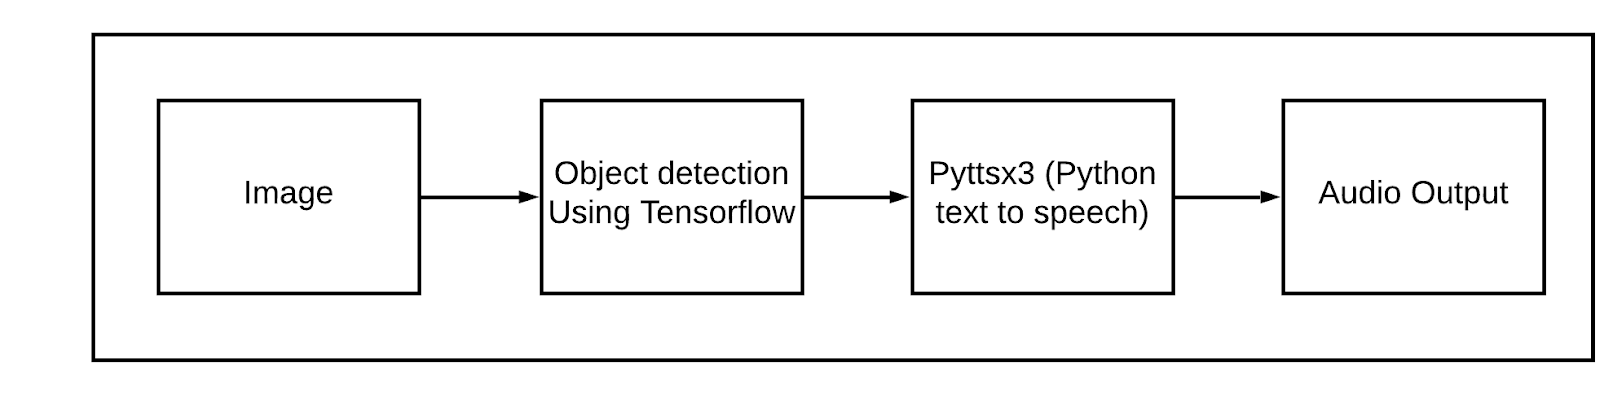 Image
Object detection
Using Tensorflow
Pyttsx3 (Python
text to speech)
Audio Output